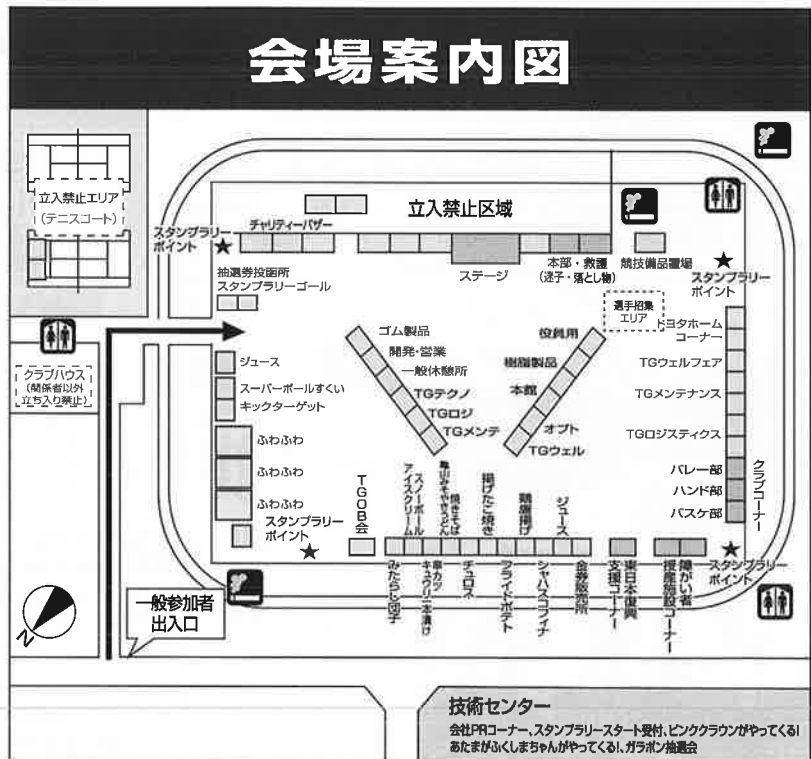 会場案内図
立入禁止エリア
(テニスコート)
スタンプラリー
ポイント
チャリティーバザー
立入禁止区域
ステージ
本部・救護
(迷子・落とし物)
競技備品置場
スタンプラリー
ポイント
抽選券投函所
スタンプラリーゴール
選手招集
エリア
クラブハウス
(関係者以外
立ち入り禁止)
ジュース
スーパーボールすくい
キックターゲット
ふわふわ
ふわふわ
ふわふわ
スタンプラリー
ポイント
ゴム製品
開発・営業
一般休憩所
TGテクノ
TGロジ
TGメンテ
役員用
樹脂製品
本館
オプト
TGウェル
トヨタホーム
コーナー
TGウェルフェア
TGメンテナンス
TGロジスティクス
バレー部
ハンド部
バスケ部
クラブコーナー
TGOB会
みたらし団子
スノーボール
アイスクリーム
串カツ
キュウリ一本漬け
亀山みそやきうどん
焼きそば
チュロス
揚げたこ焼き
フライドポテト
鶏唐揚げ
シャカスコフィナ
ジュース
金券販売所
東日本復興
支援コーナー
障がい者
授産施設コーナー
スタンプラリー
ポイント
N
一般参加者
出入口
技術センター
会社PRコーナー、スタンプラリースタート受付、ピンククラウンがやってくる!
あたまがふくしまちゃんがやってくる!、ガラポン抽選会